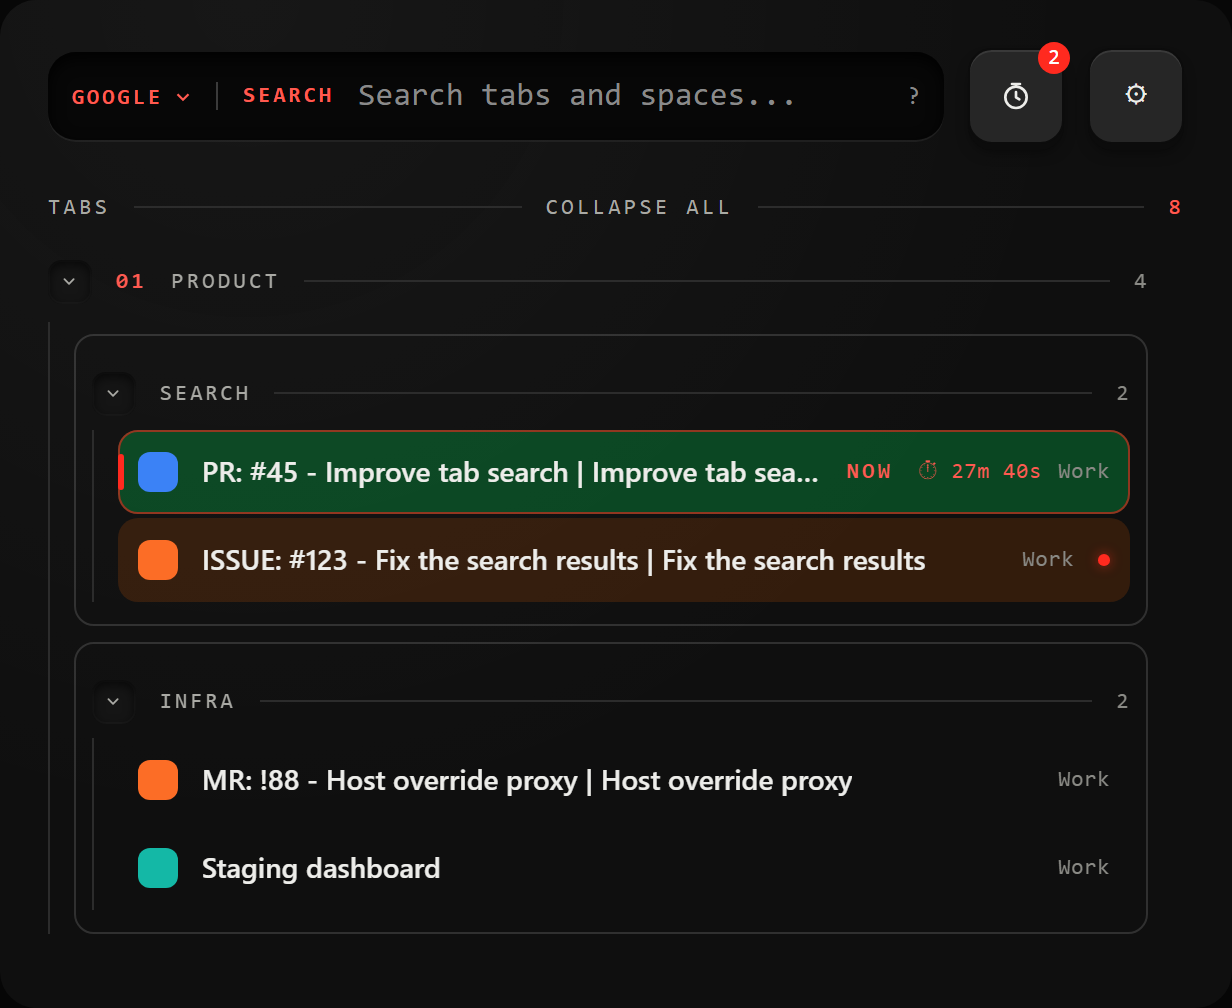 GOOGLE SEARCH Search tabs and spaces... ? 2
TABS COLLAPSE ALL 8
01 PRODUCT 4
SEARCH 2
PR: #45 - Improve tab search | Improve tab sea... NOW ⏱ 27m 40s Work
ISSUE: #123 - Fix the search results | Fix the search results Work
INFRA 2
MR: !88 - Host override proxy | Host override proxy Work
Staging dashboard Work